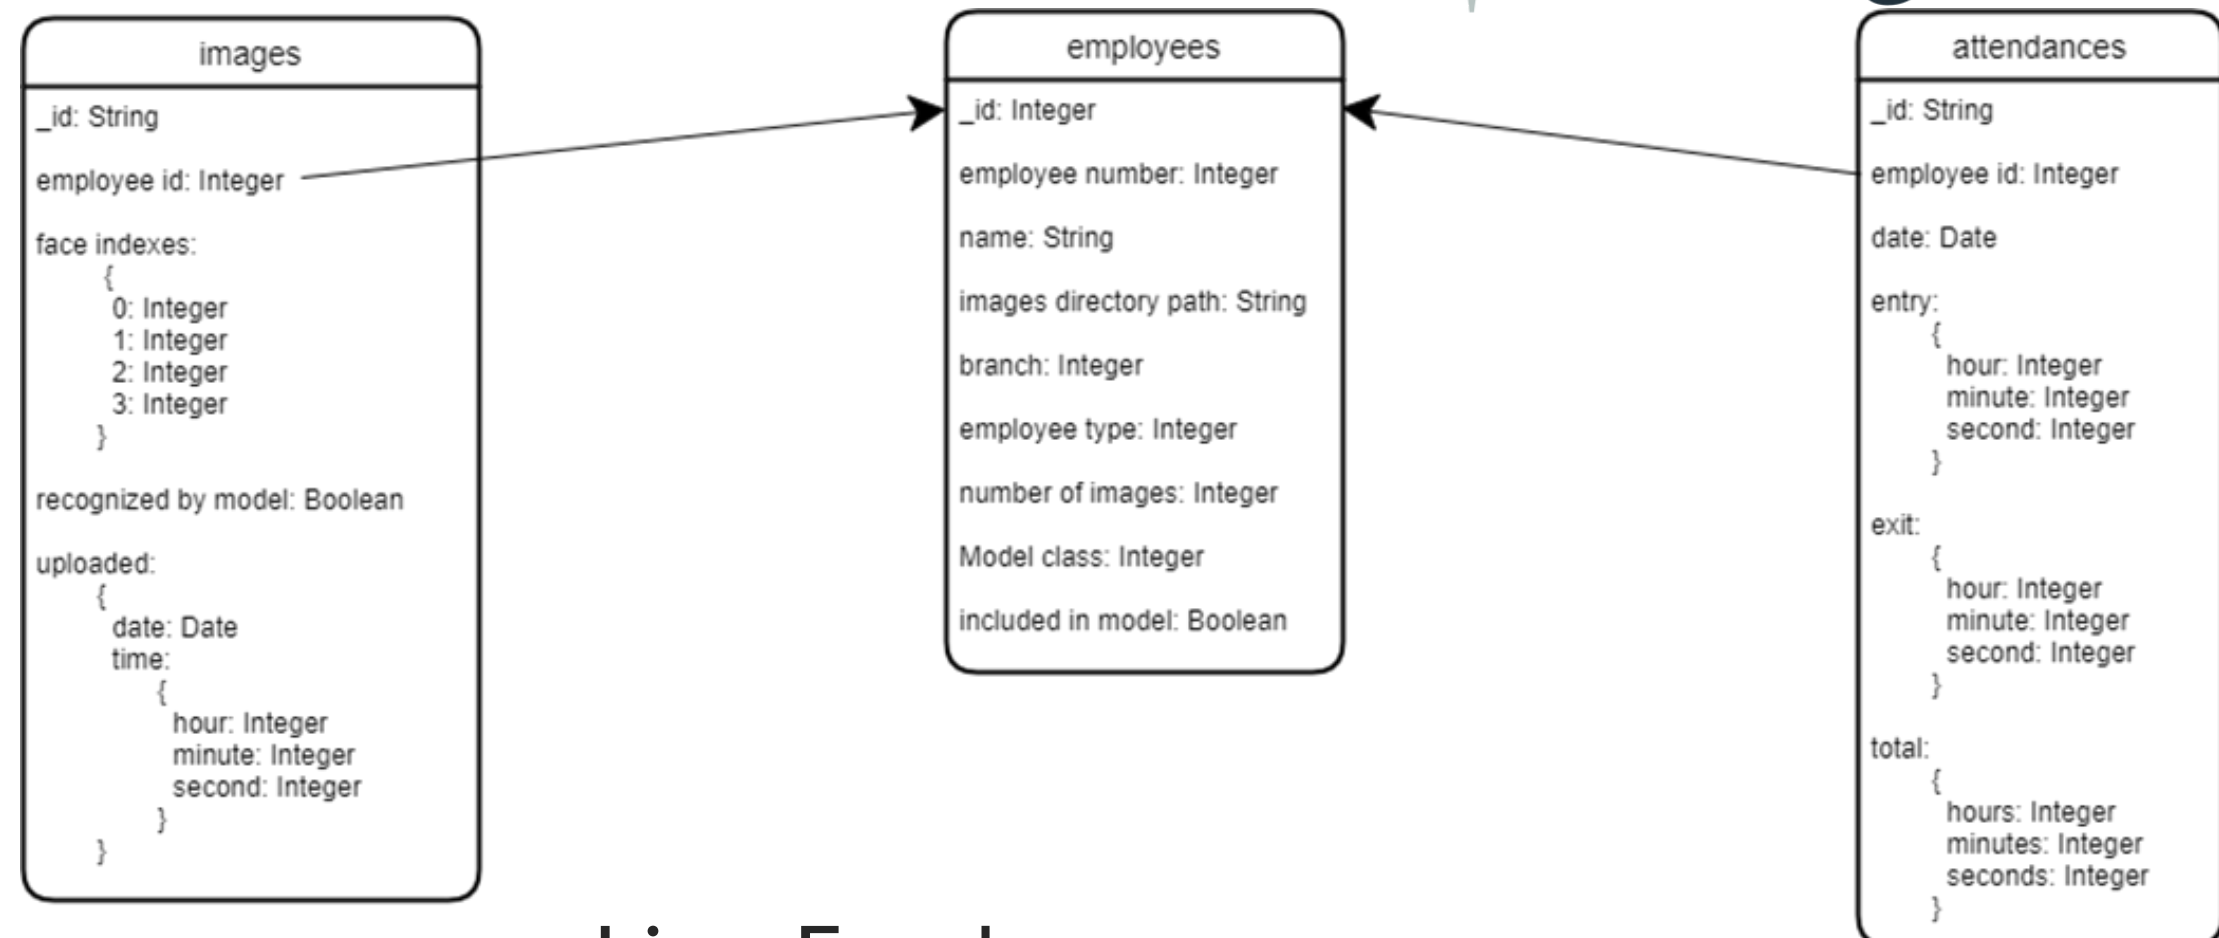 images
_id: String
employee id: Integer
face indexes:
{
0: Integer
1: Integer
2: Integer
3: Integer
}
recognized by model: Boolean
uploaded:
{
date: Date
time:
{
hour: Integer
minute: Integer
second: Integer
}
}
employees
_id: Integer
employee number: Integer
name: String
images directory path: String
branch: Integer
employee type: Integer
number of images: Integer
Model class: Integer
included in model: Boolean
attendances
_id: String
employee id: Integer
date: Date
entry:
{
hour: Integer
minute: Integer
second: Integer
}
exit:
{
hour: Integer
minute: Integer
second: Integer
}
total:
{
hours: Integer
minutes: Integer
seconds: Integer
}